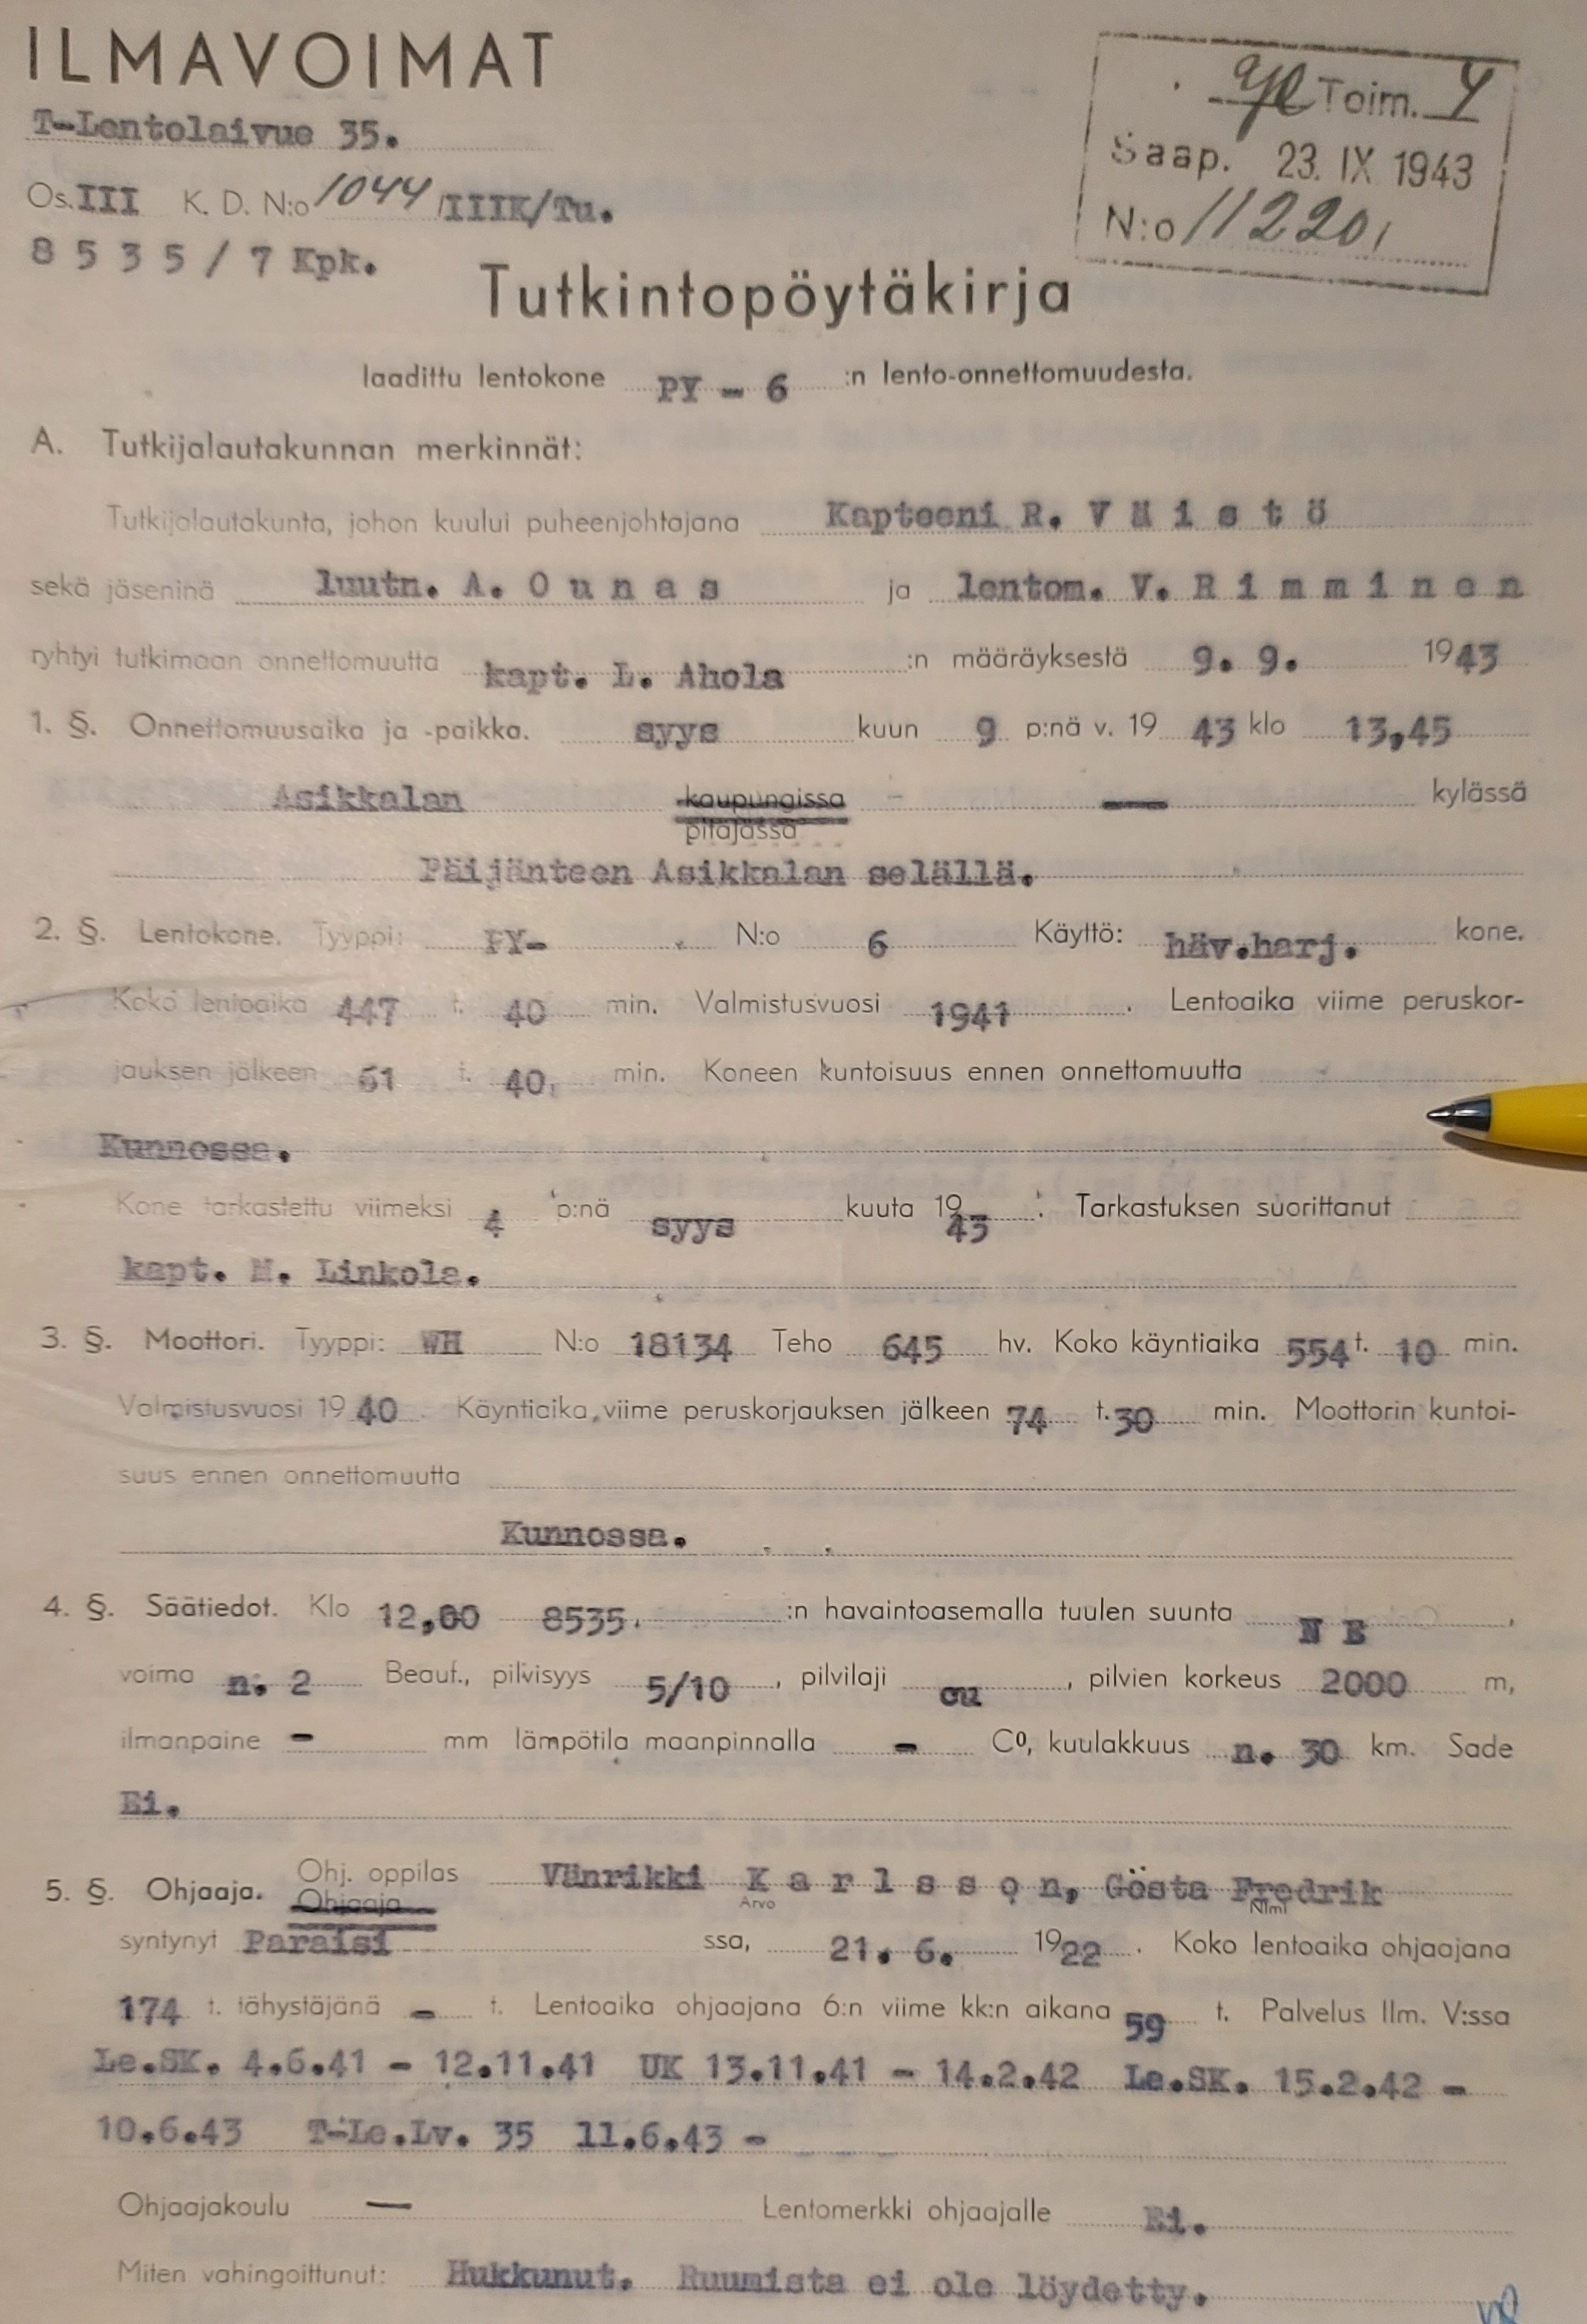 ILMAVOIMAT
T-Lentolaivue 35.
Os. III K. D. N:o 1044 /IIIK/Tu.
8 5 3 5 / 7 Kpk.
Toim. Y
Saap. 23. IX 1943
N:o 11220,
Tutkintopöytäkirja
laadittu lentokone PY - 6 :n lento-onnettomuudesta.
A. Tutkijalautakunnan merkinnät:
Tutkijalautakunta, johon kuului puheenjohtajana Kapteeni R. V ä i s t ö
sekä jäseninä luutn. A. O u n a s ja lentom. V. R i m m i n e n
ryhtyi tutkimaan onnettomuutta kapt. L. Ahola :n määräyksestä 9. 9. 1943
1. §. Onnettomuusaika ja -paikka. syys kuun 9 p:nä v. 19 43 klo 13,45
Asikkalan kaupungissa — kylässä
pitäjässä
Päijänteen Asikkalan selällä.
2. §. Lentokone. Tyyppi: PY- N:o 6 Käyttö: häv.harj. kone.
Koko lentoaika 447 t. 40 min. Valmistusvuosi 1941. Lentoaika viime peruskor-
jauksen jälkeen 61 t. 40 min. Koneen kuntoisuus ennen onnettomuutta
Kunnossa.
Kone tarkastettu viimeksi 4 p:nä syys kuuta 19 43. Tarkastuksen suorittanut
kapt. M. Linkola.
3. §. Moottori. Tyyppi: WH N:o 18134 Teho 645 hv. Koko käyntiaika 554 t. 10 min.
Valmistusvuosi 19 40. Käyntiaika viime peruskorjauksen jälkeen 74 t. 30 min. Moottorin kuntoi-
suus ennen onnettomuutta
Kunnossa.
4. §. Säätiedot. Klo 12,00 8535. :n havaintoasemalla tuulen suunta N E,
voima n. 2 Beauf., pilvisyys 5/10, pilvilaji cu, pilvien korkeus 2000 m,
ilmanpaine - mm lämpötila maanpinnalla - C⁰, kuulakkuus n. 30 km. Sade
Ei.
5. §. Ohjaaja. Ohj. oppilas Vänrikki K a r l s s o n, Gösta Fredrik
Ohjaaja Arvo Nimi
syntynyt Paraisi ssa, 21. 6. 1922. Koko lentoaika ohjaajana
174 t. tähystäjänä - t. Lentoaika ohjaajana 6:n viime kk:n aikana 59 t. Palvelus Ilm. V:ssa
Le.SK. 4.6.41 - 12.11.41 UK 13.11.41 - 14.2.42 Le.SK. 15.2.42 -
10.6.43 T-Le.Lv. 35 11.6.43 -
Ohjaajakoulu — Lentomerkki ohjaajalle Ei.
Miten vahingoittunut: Hukkunut. Ruumista ei ole löydetty.